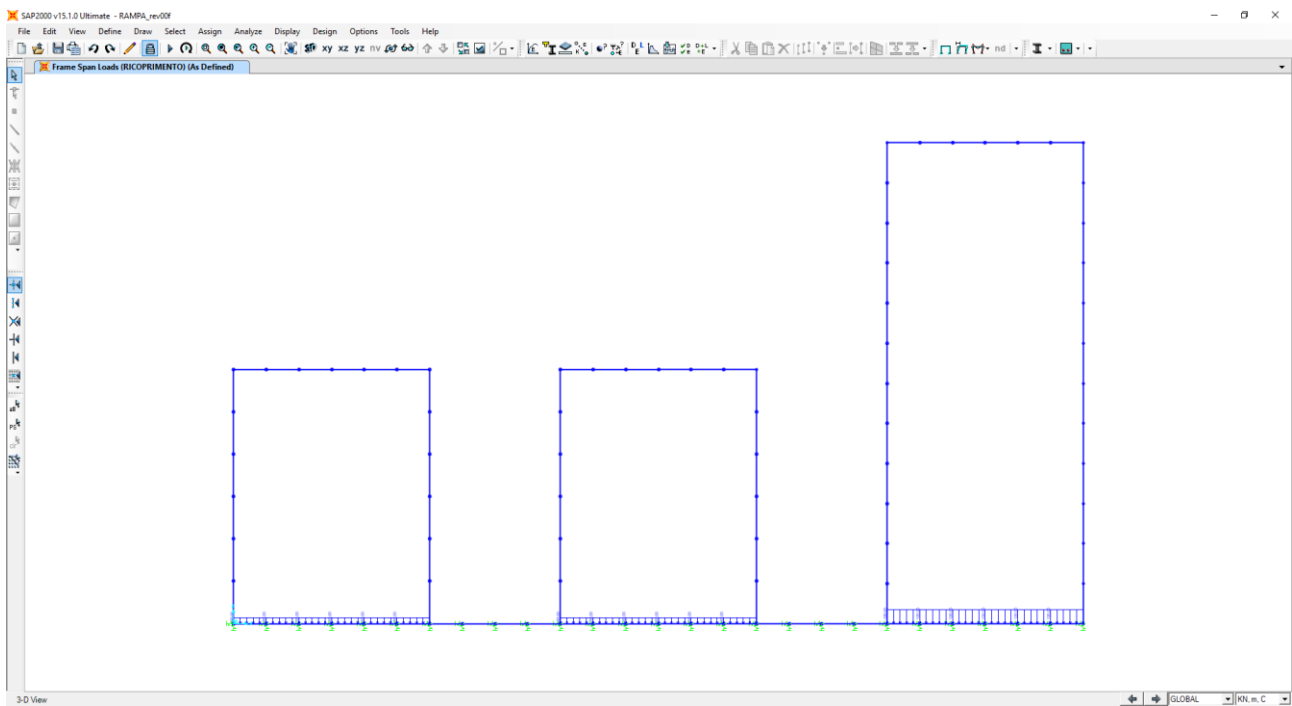 SAP2000 v15.1.0 Ultimate - RAMPA_rev00f
File Edit View Define Draw Select Assign Analyze Display Design Options Tools Help
xy xz yz nv nd
Frame Span Loads (RICOPRIMENTO) (As Defined)
3-D View GLOBAL KN, m, C